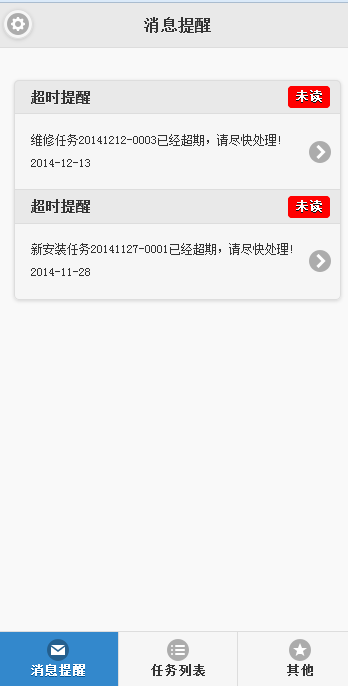 消息提醒
超时提醒
未读
维修任务20141212-0003已经超期，请尽快处理!
2014-12-13
超时提醒
未读
新安装任务20141127-0001已经超期，请尽快处理!
2014-11-28
消息提醒
任务列表
其他